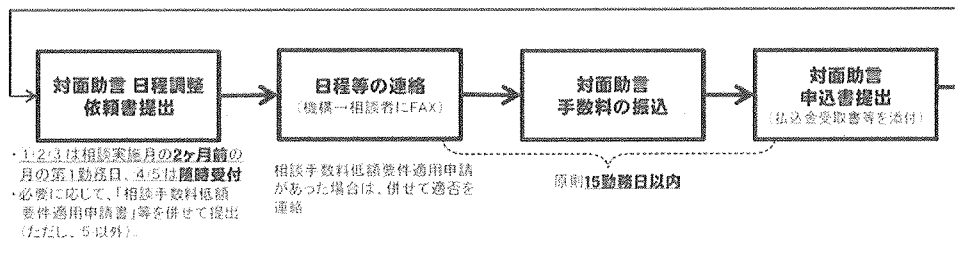 対面助言 日程調整
依頼書提出
日程等の連絡
(機構→相談者にFAX)
対面助言
手数料の振込
対面助言
申込書提出
(払込金受取書等を添付)
・1・2・3は相談実施月の2ヶ月前の
月の第1勤務日、4・5は随時受付
・必要に応じて、「相談手数料低額
要件適用申請書」等を併せて提出
(ただし、5以外)。
相談手数料低額要件適用申請
があった場合は、併せて適否を
連絡
原則15勤務日以内